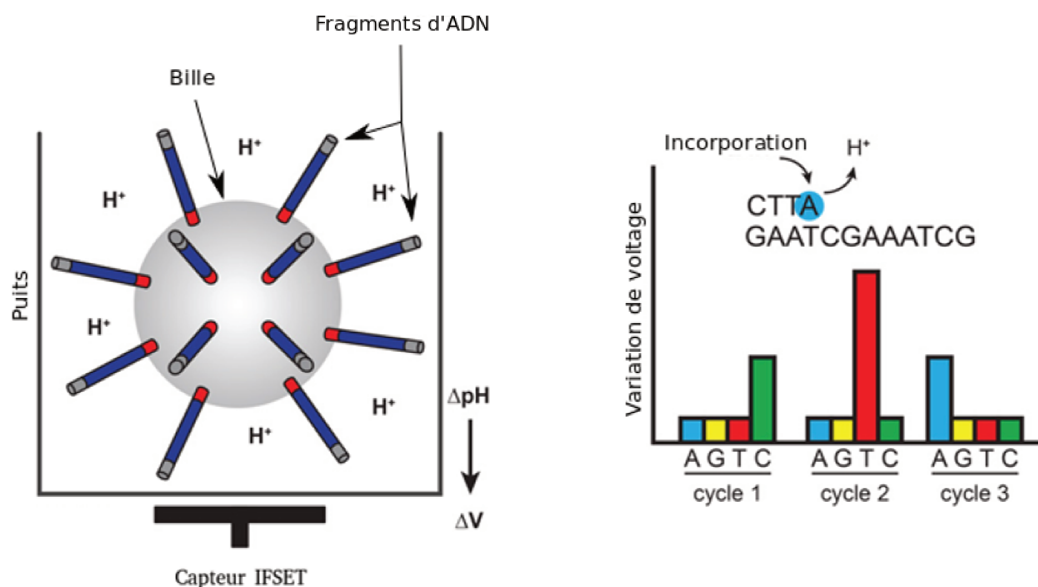 Fragments d'ADN
Bille
H⁺
H⁺
H⁺
H⁺
H⁺
H⁺
Puits
ΔpH
ΔV
Capteur IFSET
Incorporation
H⁺
CTTA
GAATCGAAATCG
Variation de voltage
A G T C
A G T C
A G T C
cycle 1
cycle 2
cycle 3